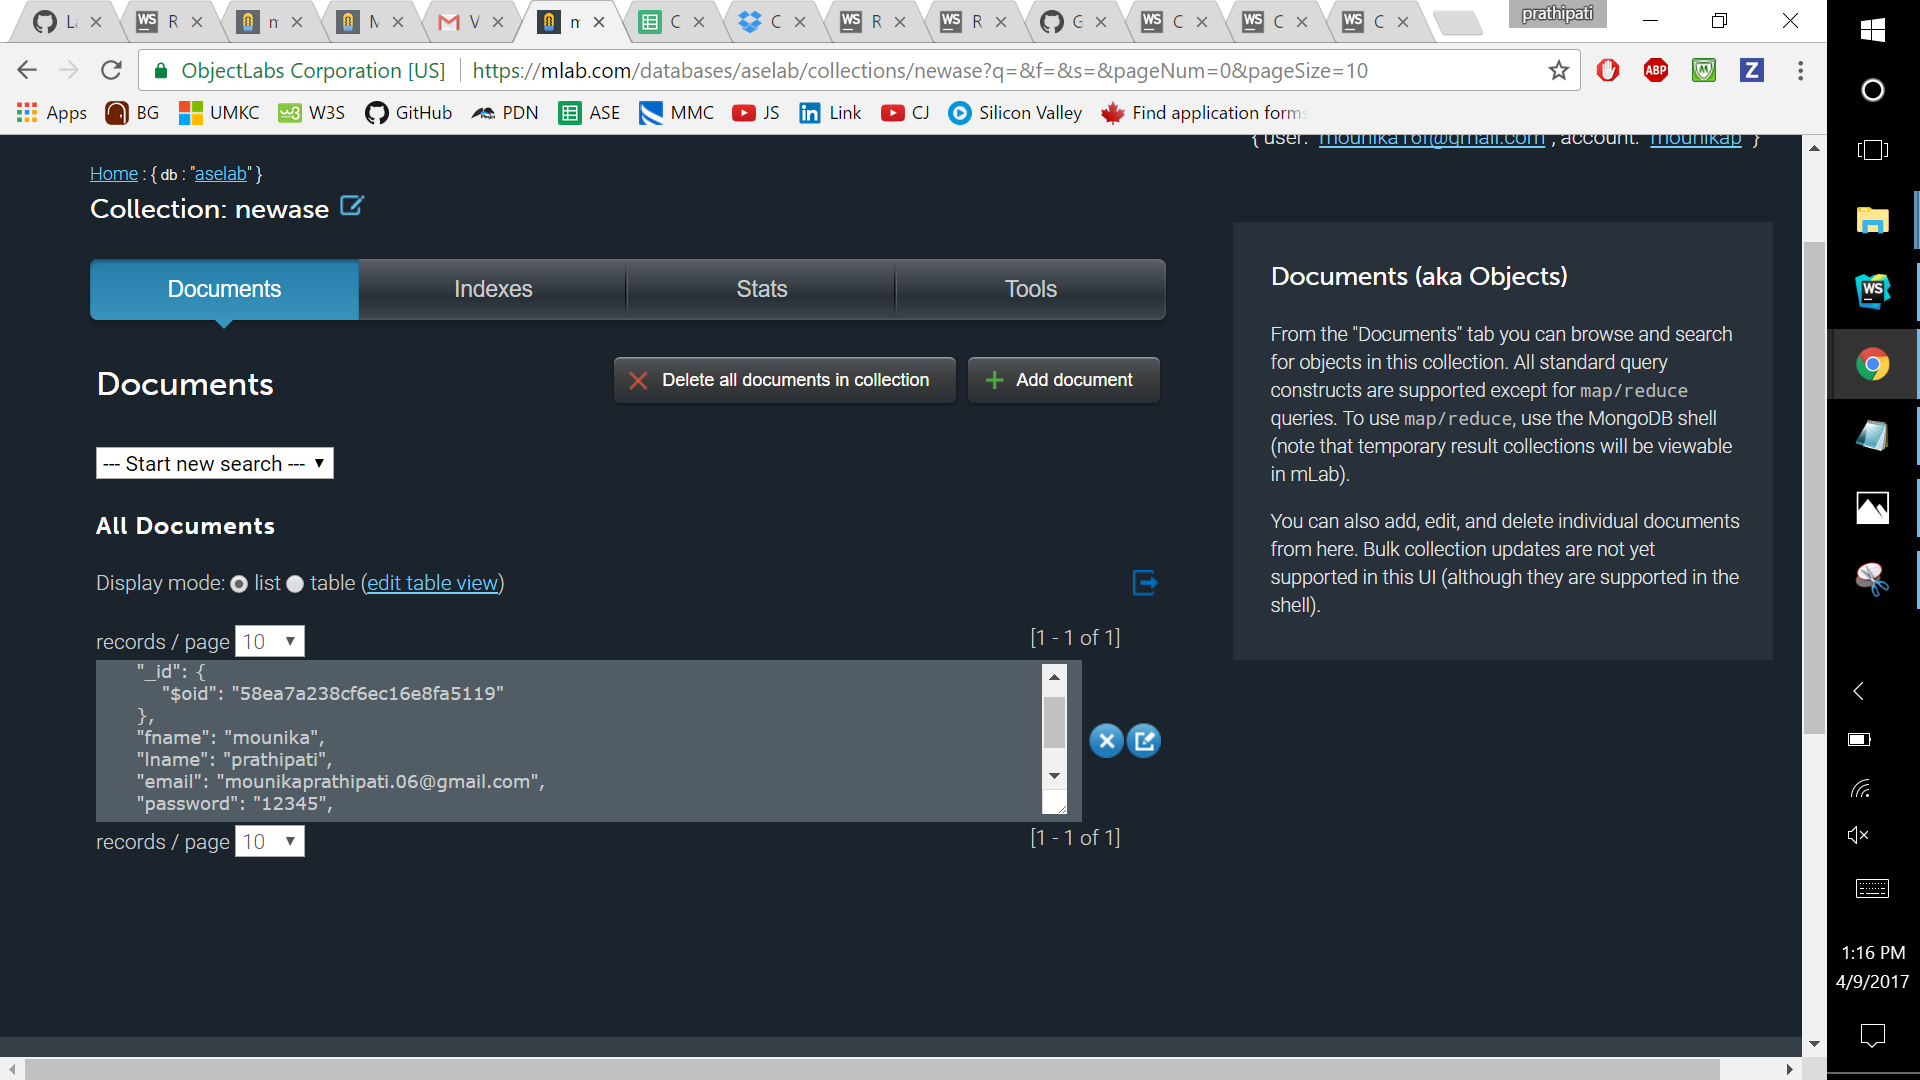 prathipati
ObjectLabs Corporation [US]
https://mlab.com/databases/aselab/collections/newase?q=&f=&s=&pageNum=0&pageSize=10
Apps BG UMKC W3S GitHub PDN ASE MMC JS Link CJ Silicon Valley Find application form
{ user: "mounika16f@gmail.com", account: "mounikap" }
Home : { db : "aselab" }
Collection: newase
Documents Indexes Stats Tools
Documents
Delete all documents in collection
Add document
--- Start new search ---
All Documents
Display mode: list table (edit table view)
records / page 10
[1 - 1 of 1]
"_id": {
"$oid": "58ea7a238cf6ec16e8fa5119"
},
"fname": "mounika",
"lname": "prathipati",
"email": "mounikaprathipati.06@gmail.com",
"password": "12345",
records / page 10
[1 - 1 of 1]
Documents (aka Objects)
From the "Documents" tab you can browse and search
for objects in this collection. All standard query
constructs are supported except for map/reduce
queries. To use map/reduce, use the MongoDB shell
(note that temporary result collections will be viewable
in mLab).
You can also add, edit, and delete individual documents
from here. Bulk collection updates are not yet
supported in this UI (although they are supported in the
shell).
1:16 PM
4/9/2017